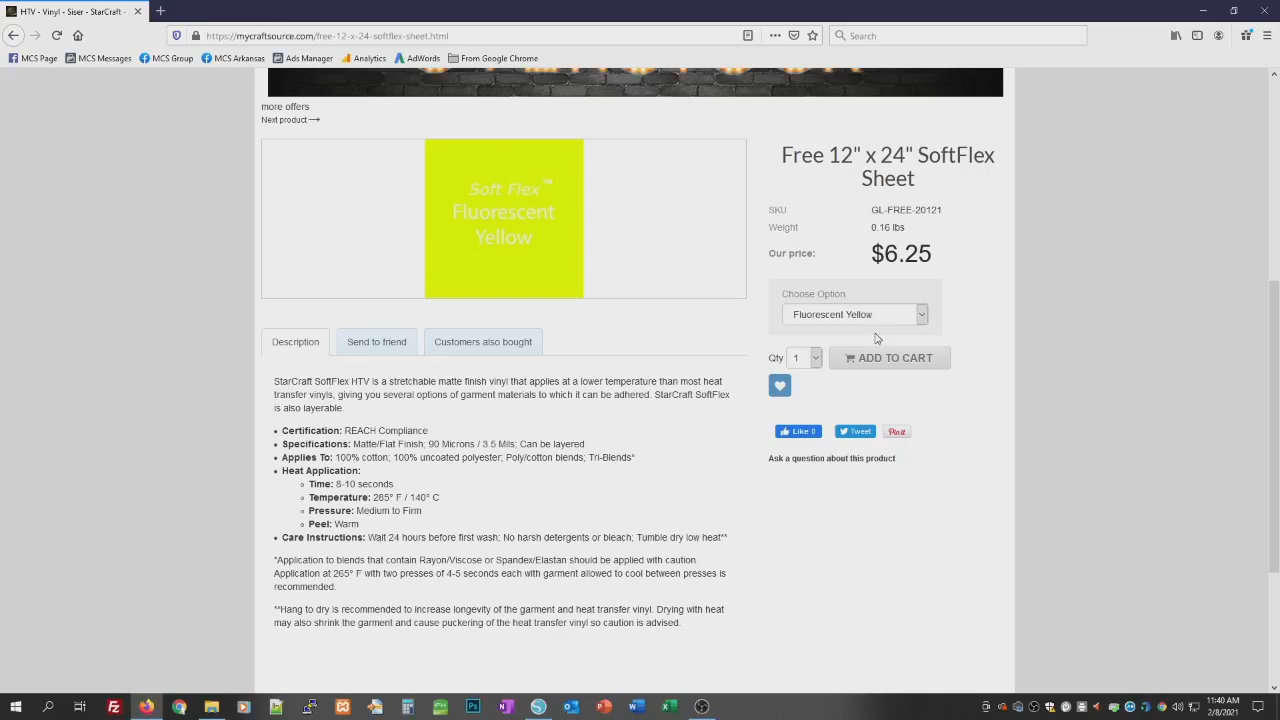 HTV - Vinyl - Siser - StarCraft -
https://mycraftsource.com/free-12-x-24-softflex-sheet.html
Search
MCS Page
MCS Messages
MCS Group
MCS Arkansas
Ads Manager
Analytics
AdWords
From Google Chrome
more offers
Next product
Soft Flex™
Fluorescent
Yellow
Free 12" x 24" SoftFlex
Sheet
SKU GL-FREE-20121
Weight 0.16 lbs
Our price: $6.25
Choose Option
Fluorescent Yellow
Qty 1 ADD TO CART
Like 0
Tweet
Pin it
Ask a question about this product
Description
Send to friend
Customers also bought
StarCraft SoftFlex HTV is a stretchable matte finish vinyl that applies at a lower temperature than most heat
transfer vinyls, giving you several options of garment materials to which it can be adhered. StarCraft SoftFlex
is also layerable.
• Certification: REACH Compliance
• Specifications: Matte/Flat Finish; 90 Microns / 3.5 Mils; Can be layered
• Applies To: 100% cotton; 100% uncoated polyester; Poly/cotton blends; Tri-Blends*
• Heat Application:
Time: 8-10 seconds
Temperature: 285° F / 140° C
Pressure: Medium to Firm
Peel: Warm
• Care Instructions: Wait 24 hours before first wash; No harsh detergents or bleach; Tumble dry low heat**
*Application to blends that contain Rayon/Viscose or Spandex/Elastan should be applied with caution.
Application at 265° F with two presses of 4-5 seconds each with garment allowed to cool between presses is
recommended.
**Hang to dry is recommended to increase longevity of the garment and heat transfer vinyl. Drying with heat
may also shrink the garment and cause puckering of the heat transfer vinyl so caution is advised.
11:40 AM
2/8/2021